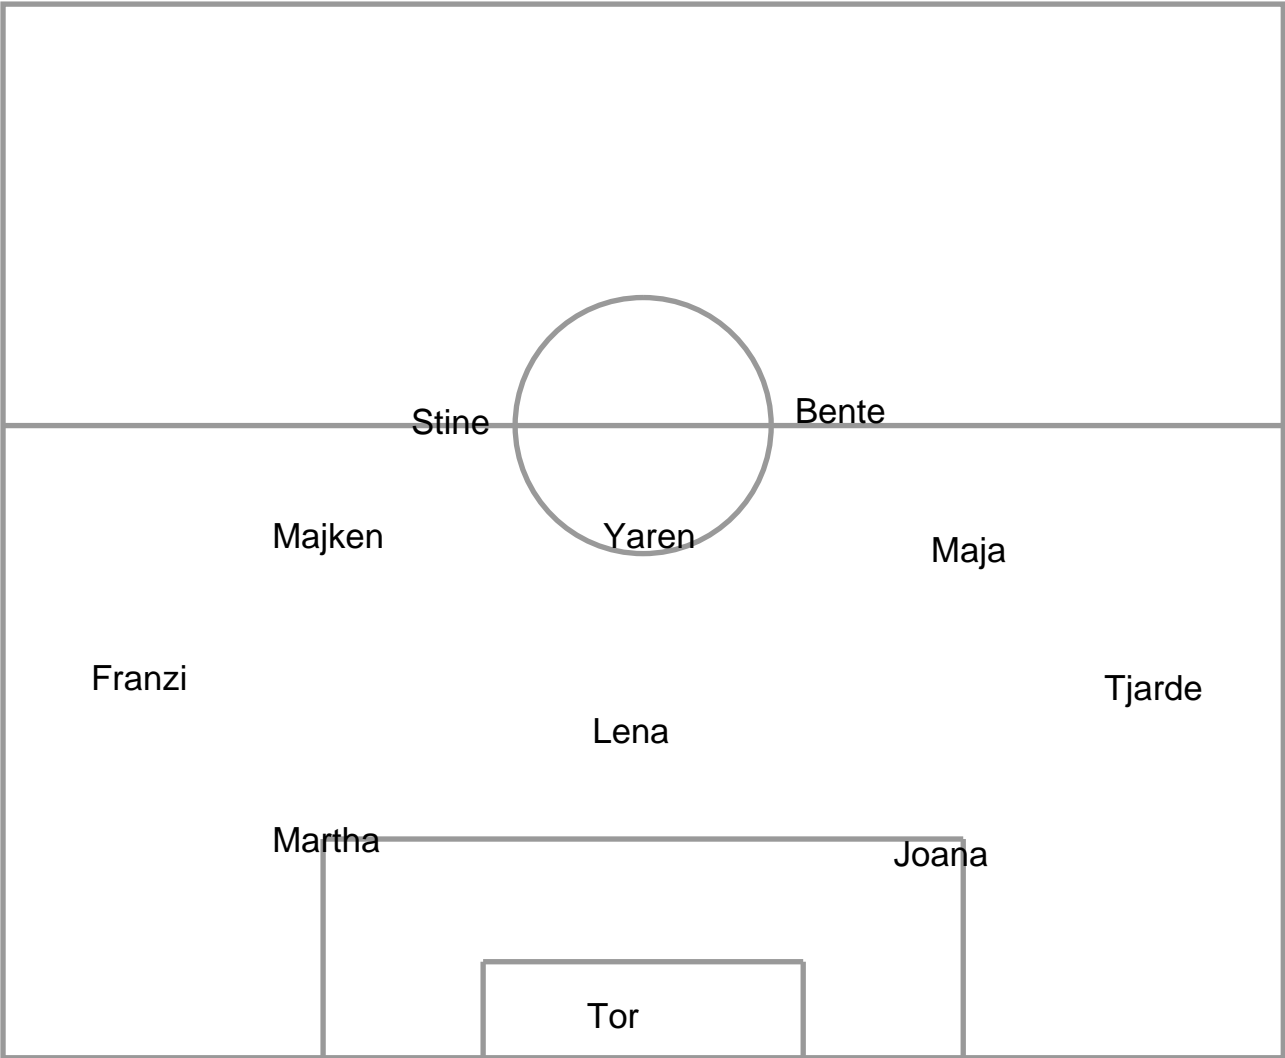 Stine
Bente
Majken
Yaren
Maja
Franzi
Tjarde
Lena
Martha
Joana
Tor